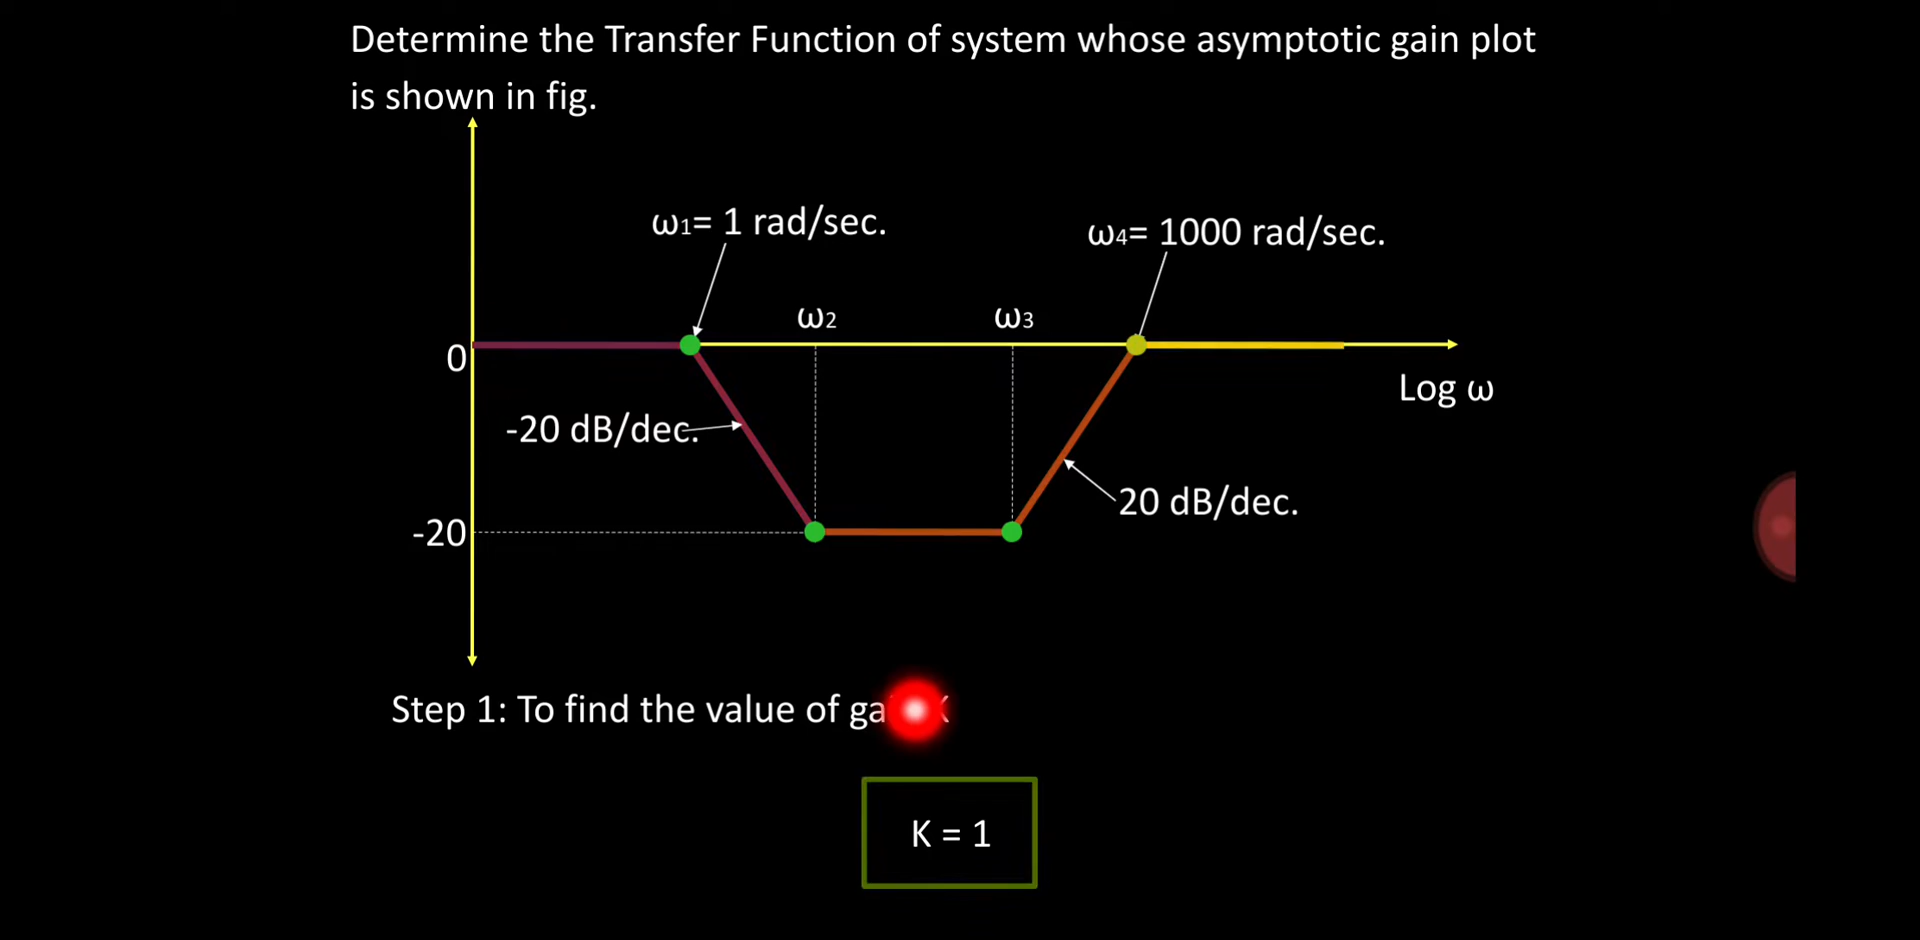 Determine the Transfer Function of system whose asymptotic gain plot
is shown in fig.
ω1= 1 rad/sec.
ω4= 1000 rad/sec.
ω2
ω3
0
Log ω
-20 dB/dec.
20 dB/dec.
-20
Step 1: To find the value of
K = 1